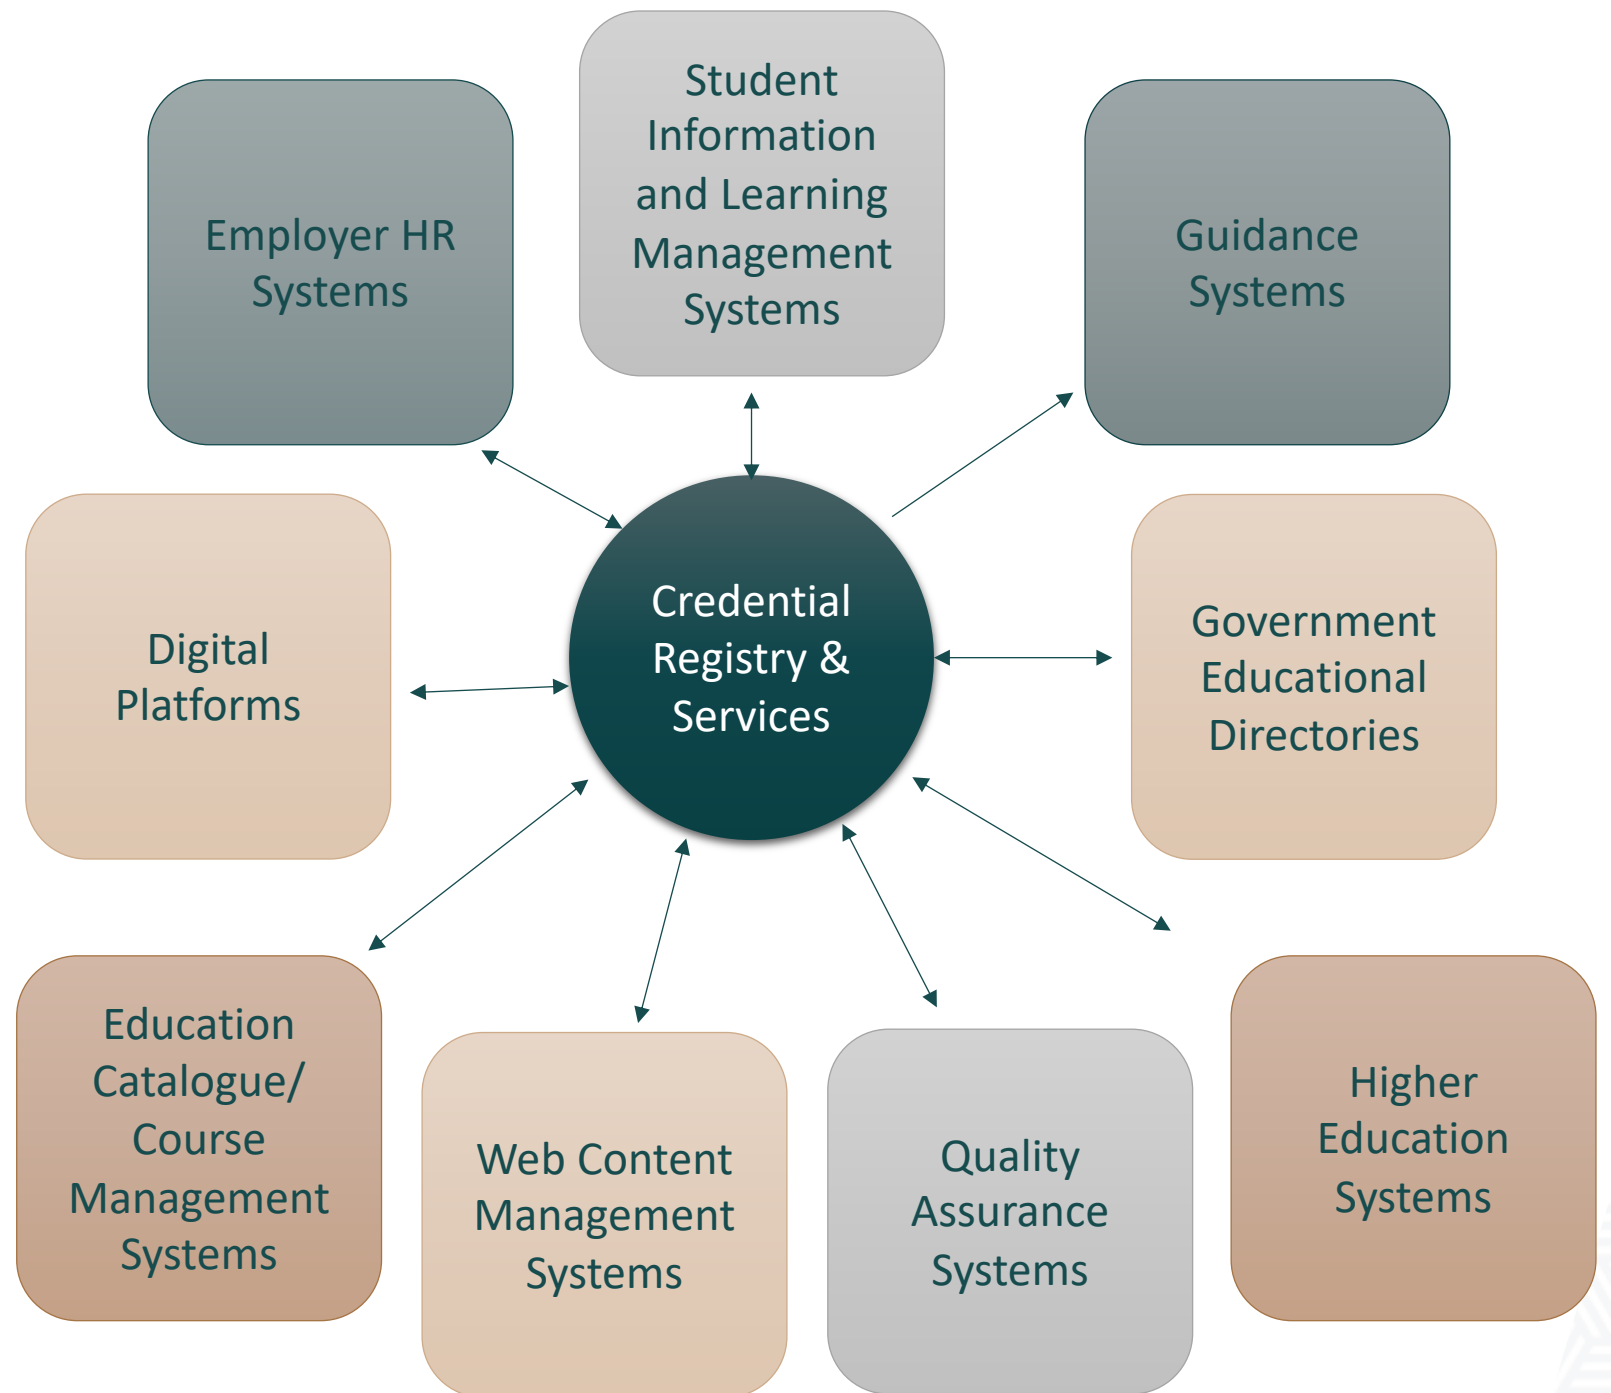 Student
Information
and Learning
Management
Systems
Employer HR
Systems
Guidance
Systems
Credential
Registry &
Services
Digital
Platforms
Government
Educational
Directories
Education
Catalogue/
Course
Management
Systems
Web Content
Management
Systems
Quality
Assurance
Systems
Higher
Education
Systems